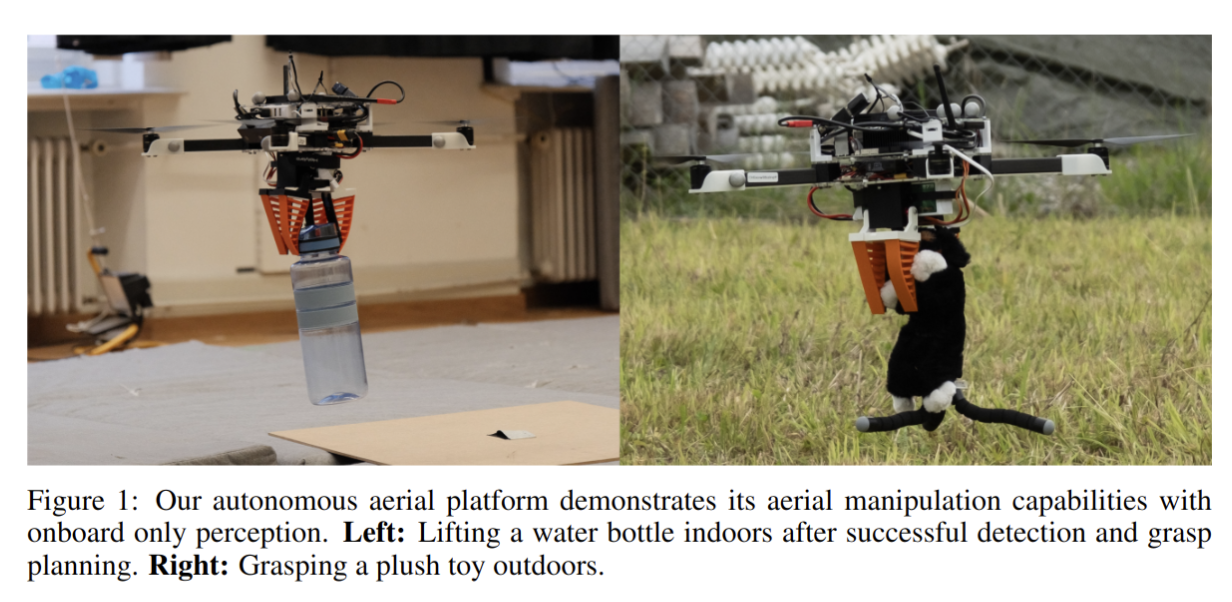 Figure 1: Our autonomous aerial platform demonstrates its aerial manipulation capabilities with
onboard only perception. Left: Lifting a water bottle indoors after successful detection and grasp
planning. Right: Grasping a plush toy outdoors.